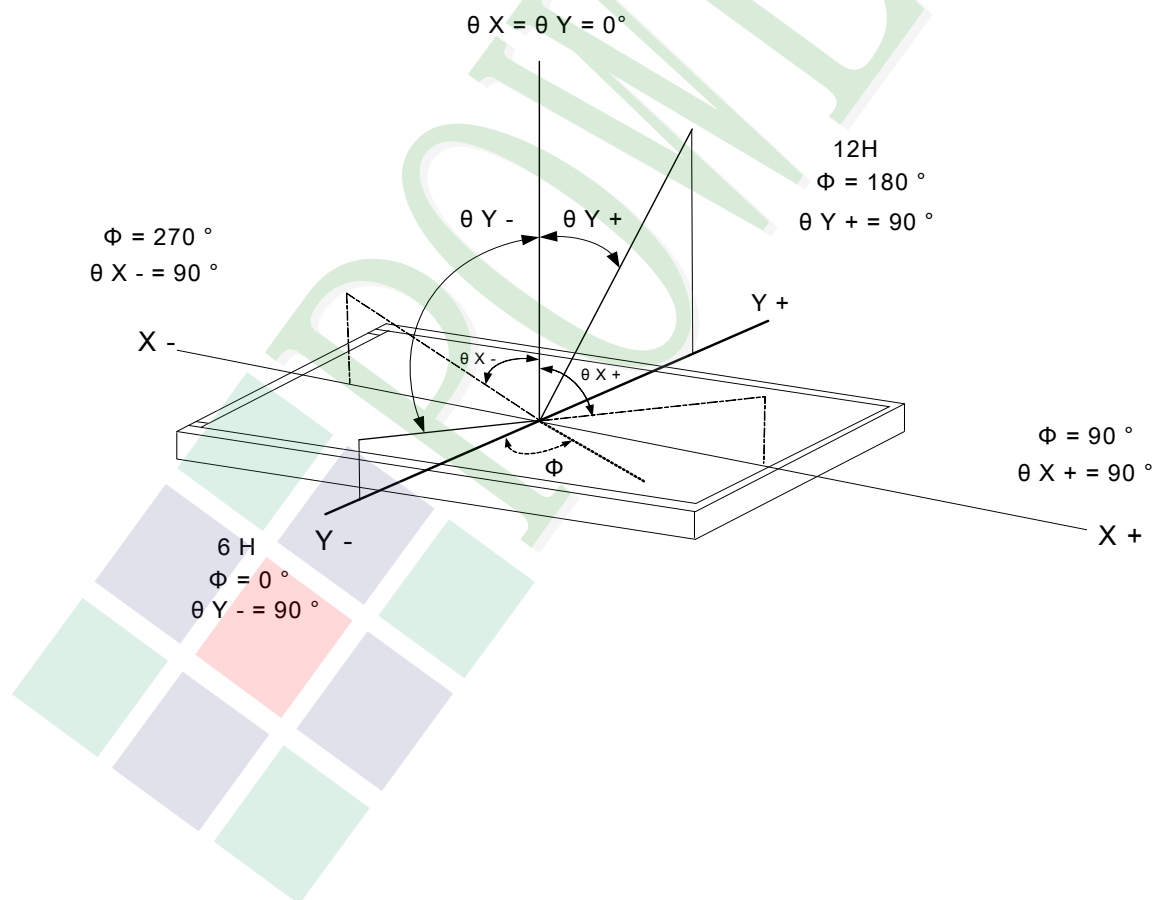 θ X = θ Y = 0°
12H
Φ = 180 °
θ Y + = 90 °
θ Y -
θ Y +
Φ = 270 °
θ X - = 90 °
Y +
X -
θ X -
θ X +
Φ = 90 °
θ X + = 90 °
Φ
X +
Y -
6 H
Φ = 0 °
θ Y - = 90 °